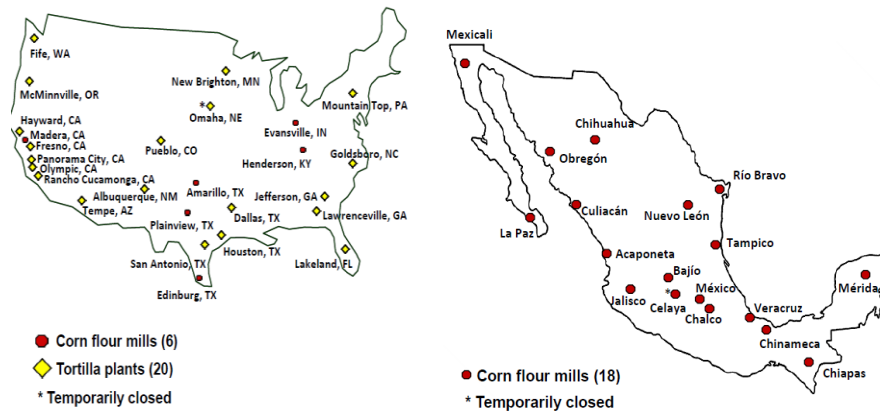 Fife, WA
New Brighton, MN
McMinnville, OR
Mountain Top, PA
*
Omaha, NE
Hayward, CA
Madera, CA
Fresno, CA
Panorama City, CA
Olympic, CA
Rancho Cucamonga, CA
Evansville, IN
Pueblo, CO
Henderson, KY
Goldsboro, NC
Albuquerque, NM
Amarillo, TX
Jefferson, GA
Tempe, AZ
Plainview, TX
Dallas, TX
Lawrenceville, GA
Houston, TX
San Antonio, TX
Lakeland, FL
Edinburg, TX
Corn flour mills (6)
Tortilla plants (20)
* Temporarily closed
Mexicali
Chihuahua
Obregón
Río Bravo
Culiacán
Nuevo León
La Paz
Tampico
Acaponeta
Bajío
México
Mérida
Jalisco
*
Celaya
Chalco
Veracruz
Chinameca
Chiapas
Corn flour mills (18)
* Temporarily closed